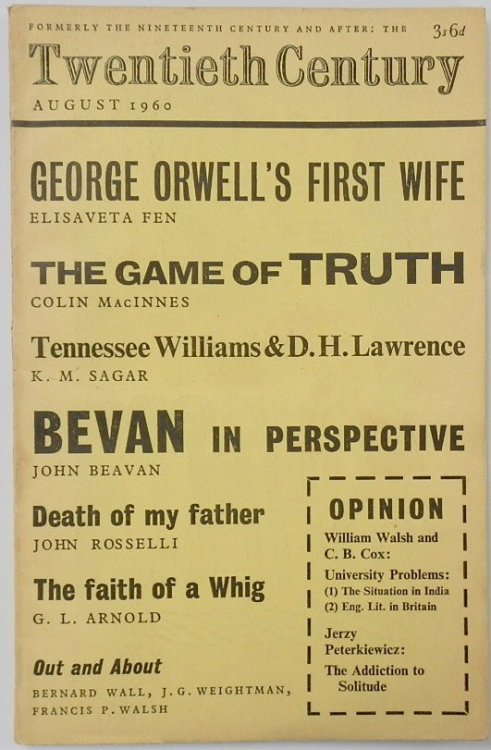 FORMERLY THE NINETEENTH CENTURY AND AFTER: THE
3s6d
Twentieth Century
AUGUST 1960
GEORGE ORWELL'S FIRST WIFE
ELISAVETA FEN
THE GAME OF TRUTH
COLIN MacINNES
Tennessee Williams & D. H. Lawrence
K. M. SAGAR
BEVAN IN PERSPECTIVE
JOHN BEAVAN
Death of my father
JOHN ROSSELLI
The faith of a Whig
G. L. ARNOLD
Out and About
BERNARD WALL, J. G. WEIGHTMAN,
FRANCIS P. WALSH
OPINION
William Walsh and
C. B. Cox:
University Problems:
(1) The Situation in India
(2) Eng. Lit. in Britain
Jerzy
Peterkiewicz:
The Addiction to
Solitude